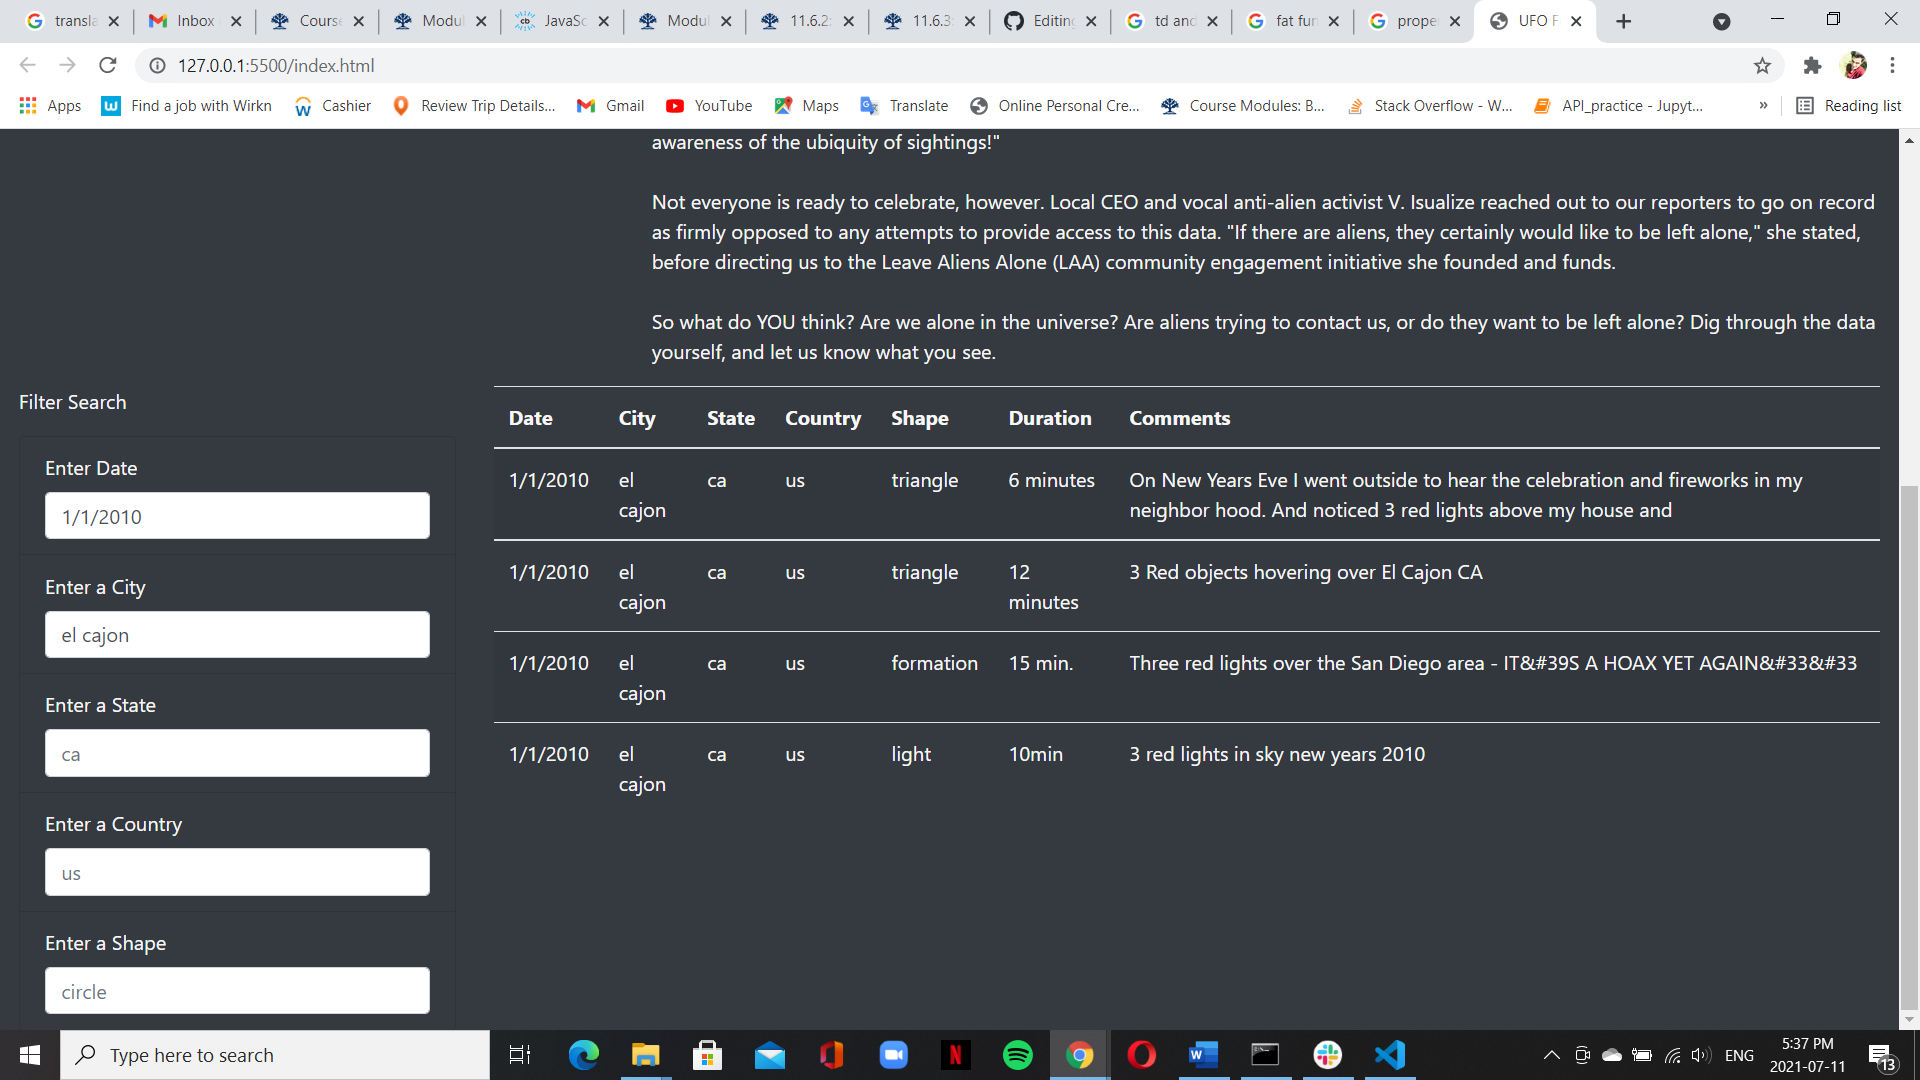 transla
Inbox
Course
Modul
JavaSc
Modul
11.6.2:
11.6.3:
Editing
td and
fat fun
prope
UFO F
127.0.0.1:5500/index.html
Apps
Find a job with Wirkn
Cashier
Review Trip Details...
Gmail
YouTube
Maps
Translate
Online Personal Cre...
Course Modules: B...
Stack Overflow - W...
API_practice - Jupyt...
»
Reading list
awareness of the ubiquity of sightings!"
Not everyone is ready to celebrate, however. Local CEO and vocal anti-alien activist V. Isualize reached out to our reporters to go on record
as firmly opposed to any attempts to provide access to this data. "If there are aliens, they certainly would like to be left alone," she stated,
before directing us to the Leave Aliens Alone (LAA) community engagement initiative she founded and funds.
So what do YOU think? Are we alone in the universe? Are aliens trying to contact us, or do they want to be left alone? Dig through the data
yourself, and let us know what you see.
Filter Search
Enter Date
1/1/2010
Enter a City
el cajon
Enter a State
ca
Enter a Country
us
Enter a Shape
circle
Date City State Country Shape Duration Comments
1/1/2010 el ca us triangle 6 minutes On New Years Eve I went outside to hear the celebration and fireworks in my
cajon neighbor hood. And noticed 3 red lights above my house and
1/1/2010 el ca us triangle 12 3 Red objects hovering over El Cajon CA
cajon minutes
1/1/2010 el ca us formation 15 min. Three red lights over the San Diego area - IT&#39S A HOAX YET AGAIN&#33&#33
cajon
1/1/2010 el ca us light 10min 3 red lights in sky new years 2010
cajon
Type here to search
ENG
5:37 PM
2021-07-11
13